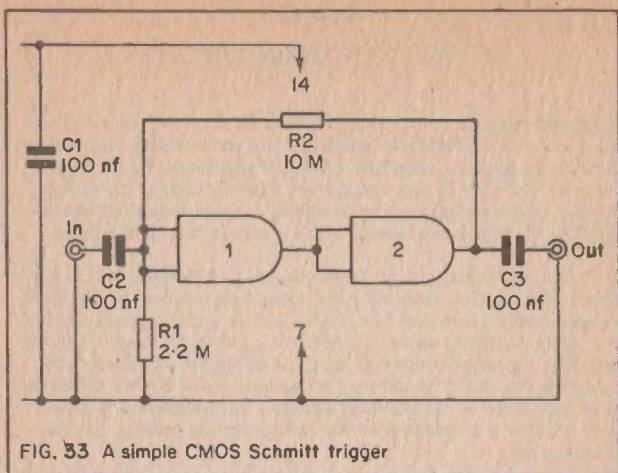 14
R2
10 M
C1
100 nf
In
1
2
Out
C2
100 nf
C3
100 nf
R1
2·2 M
7
FIG. 33 A simple CMOS Schmitt trigger